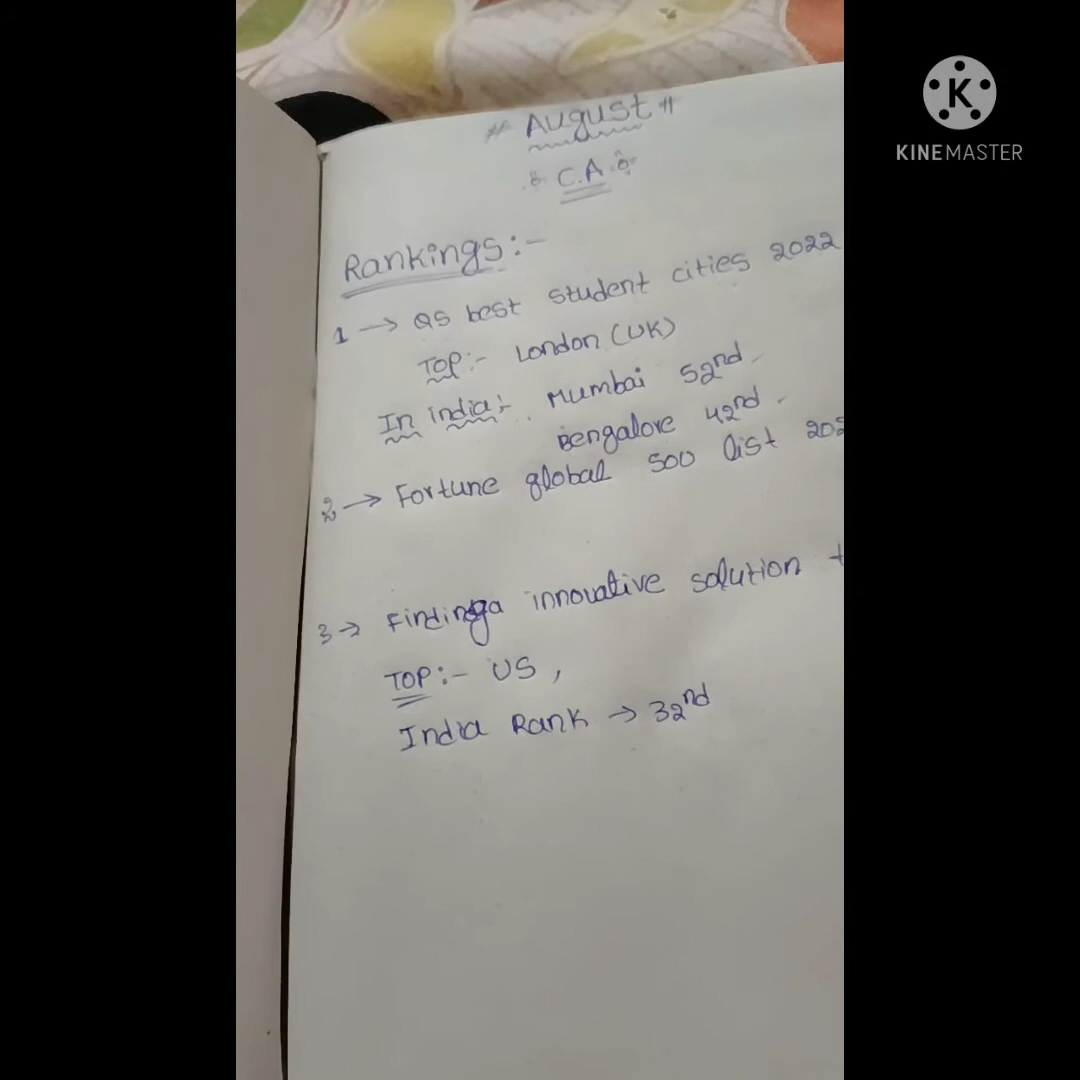 # August #
C.A
KINEMASTER
Rankings:-
1 → QS best student cities 2022
TOP:- London (UK)
In india:- Mumbai 52nd
Bengalore 42nd
2 → Fortune global 500 list
3 → innovative solution
TOP:- US,
India Rank → 32nd